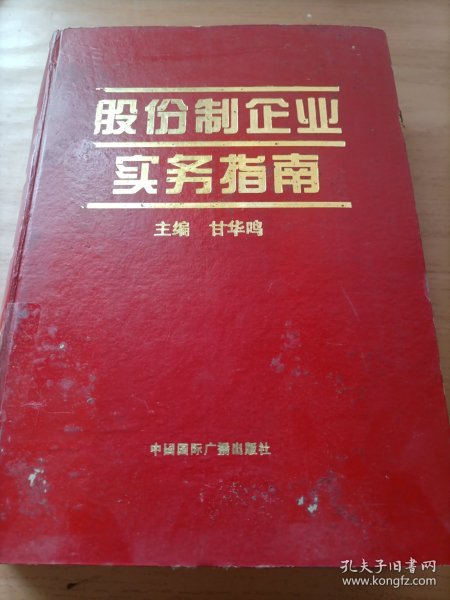 股份制企业
实务指南
主编 甘华鸣
中国国际广播出版社
孔夫子旧书网
www.kongfz.com